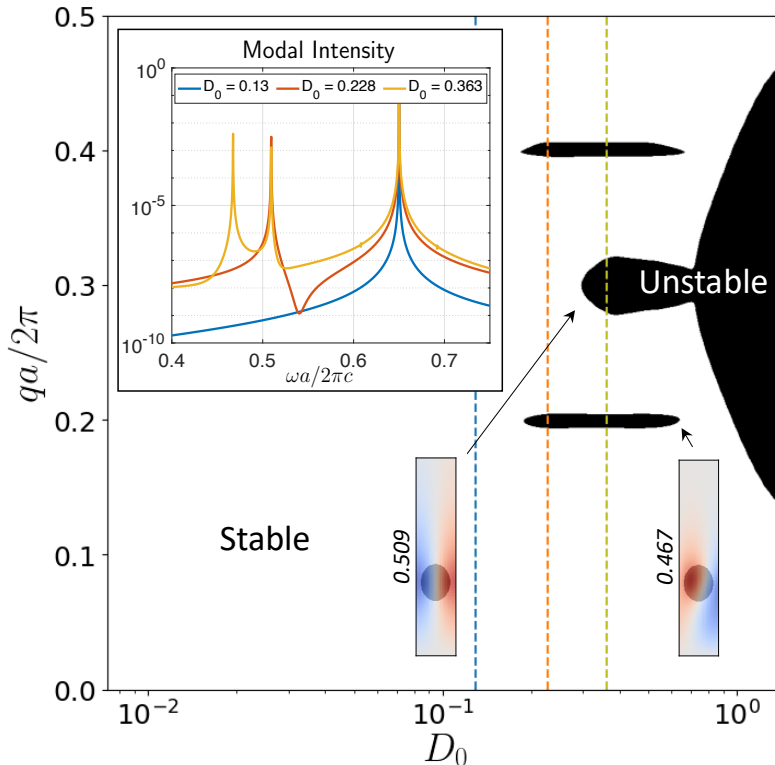 0.5
0.4
0.3
0.2
0.1
0.0
qa/2π
Modal Intensity
D_0 = 0.13 D_0 = 0.228 D_0 = 0.363
10^0
10^-5
10^-10
0.4 0.5 0.6 0.7
ωa/2πc
Unstable
Stable
0.509
0.467
10^-2 10^-1 10^0
D_0